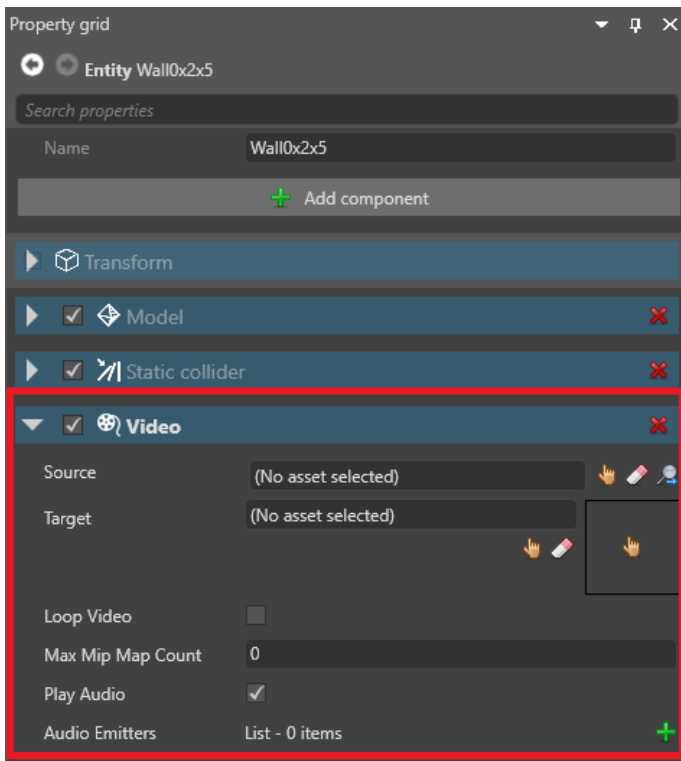 Property grid
Entity Wall0x2x5
Search properties
Name Wall0x2x5
Add component
Transform
Model
Static collider
Video
Source (No asset selected)
Target (No asset selected)
Loop Video
Max Mip Map Count 0
Play Audio
Audio Emitters List - 0 items